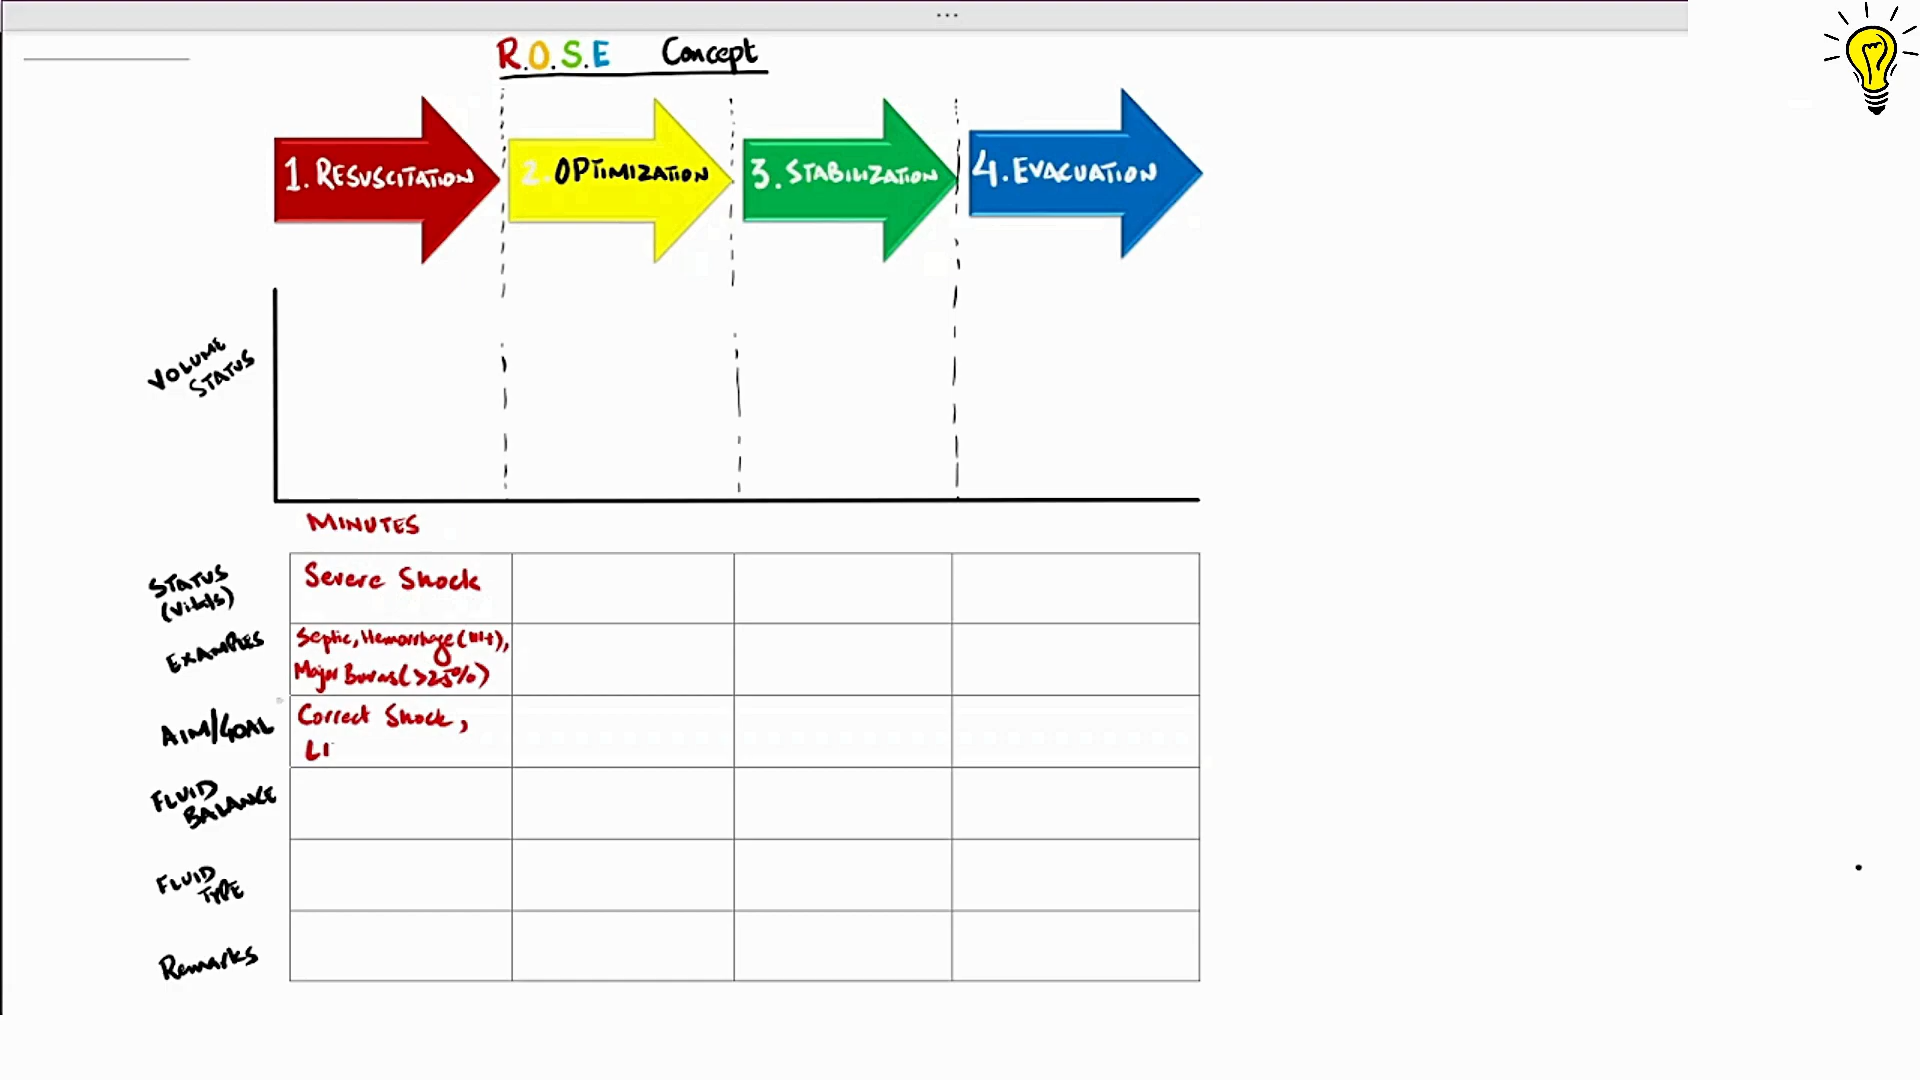 R.O.S.E Concept
1. RESUSCITATION
2. OPTIMIZATION
3. STABILIZATION
4. EVACUATION
VOLUME
STATUS
MINUTES
STATUS
(Vitals)
Severe Shock
EXAMPLES
Septic, Hemorrhage (III+),
Major Burns (>25%)
AIM/GOAL
Correct Shock,
LI
FLUID
BALANCE
FLUID
TYPE
Remarks